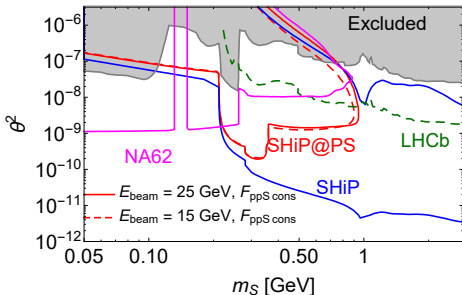 Excluded
10⁻⁶
10⁻⁷
10⁻⁸
10⁻⁹
10⁻¹⁰
10⁻¹¹
10⁻¹²
θ²
NA62
SHiP@PS
LHCb
SHiP
E_beam = 25 GeV, F_ppS cons
E_beam = 15 GeV, F_ppS cons
0.05 0.10 0.50 1
m_S [GeV]